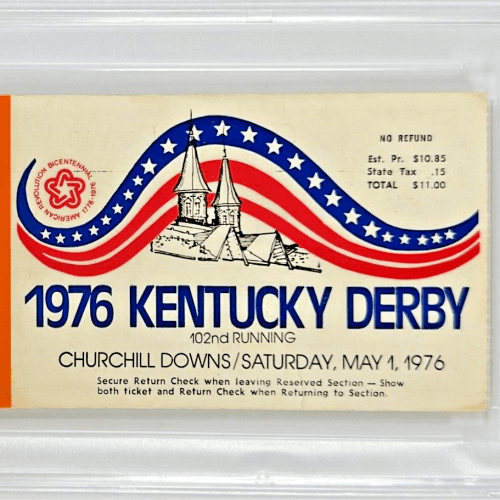 AMERICAN REVOLUTION BICENTENNIAL 1776-1976
NO REFUND
Est. Pr. $10.85
State Tax .15
TOTAL $11.00
1976 KENTUCKY DERBY
102nd RUNNING
CHURCHILL DOWNS/SATURDAY, MAY 1, 1976
Secure Return Check when leaving Reserved Section — Show
both ticket and Return Check when Returning to Section.